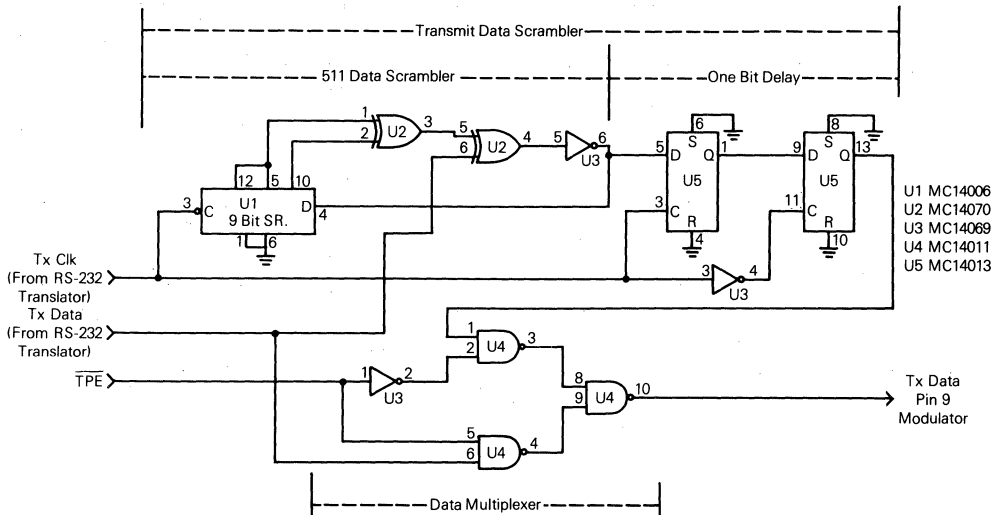 Transmit Data Scrambler
511 Data Scrambler
One Bit Delay
1
2
U2
3
5
6
U2
4
5
6
U3
12
5
10
3
C
U1
9 Bit SR.
D
4
1
6
6
S
5
D
Q
1
U5
3
C
R
4
8
S
9
D
Q
13
U5
11
C
R
10
3
4
U3
U1 MC14006
U2 MC14070
U3 MC14069
U4 MC14011
U5 MC14013
Tx Clk
(From RS-232
Translator)
Tx Data
(From RS-232
Translator)
TPE
1
2
U3
1
2
U4
3
5
6
U4
4
8
9
U4
10
Tx Data
Pin 9
Modulator
Data Multiplexer